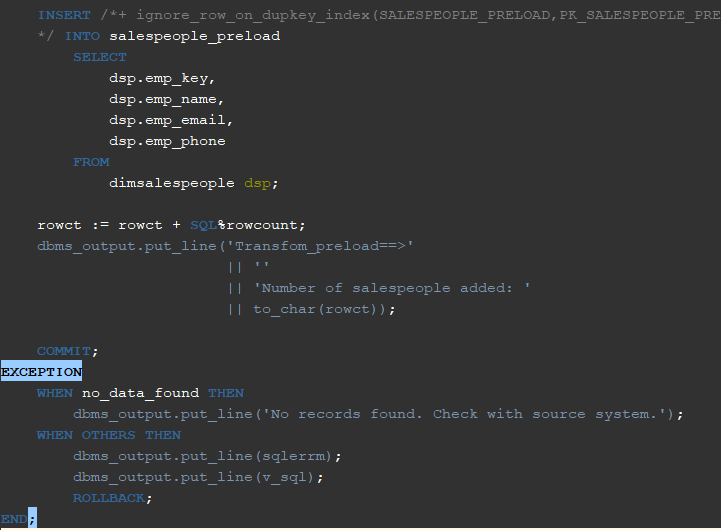 INSERT /*+ ignore_row_on_dupkey_index(SALESPEOPLE_PRELOAD,PK_SALESPEOPLE_PRE
*/ INTO salespeople_preload
SELECT
dsp.emp_key,
dsp.emp_name,
dsp.emp_email,
dsp.emp_phone
FROM
dimsalespeople dsp;
rowct := rowct + SQL%rowcount;
dbms_output.put_line('Transfom_preload==>'
|| ''
|| 'Number of salespeople added: '
|| to_char(rowct));
COMMIT;
EXCEPTION
WHEN no_data_found THEN
dbms_output.put_line('No records found. Check with source system.');
WHEN OTHERS THEN
dbms_output.put_line(sqlerrm);
dbms_output.put_line(v_sql);
ROLLBACK;
END;